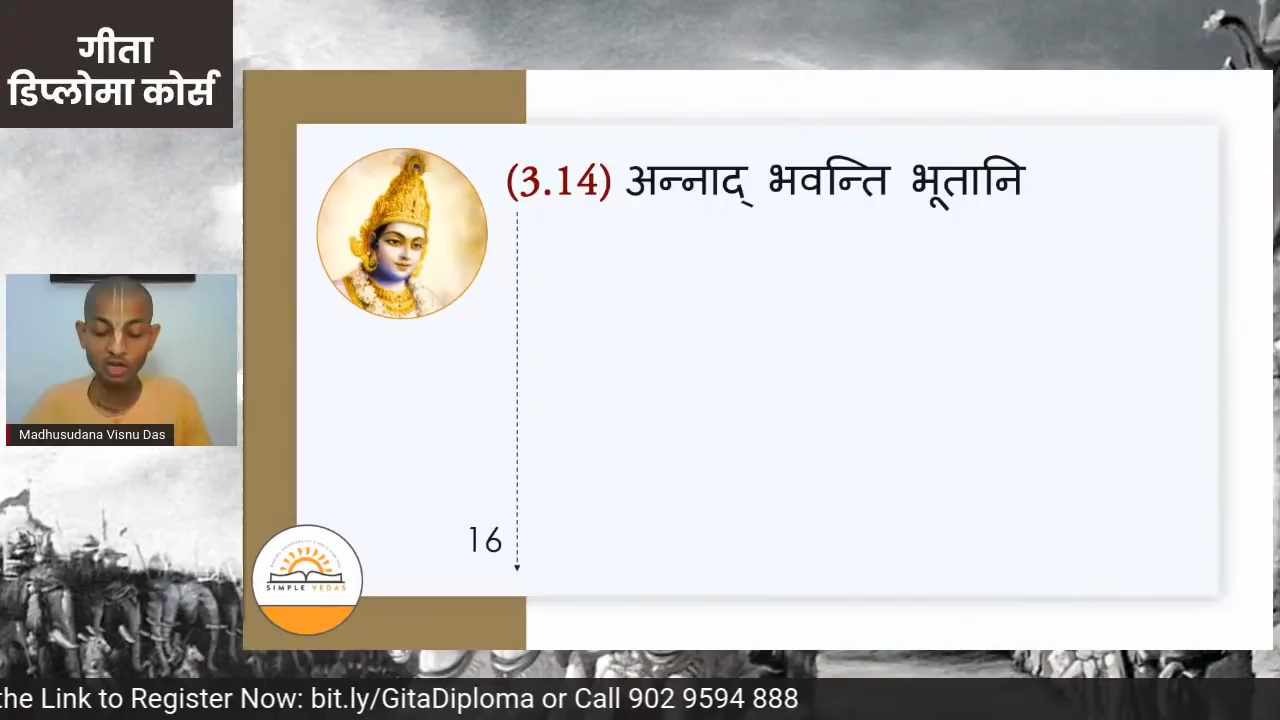 गीता
डिप्लोमा कोर्स
(3.14) अन्नाद् भवन्ति भूतानि
Madhusudana Visnu Das
16
SIMPLE VEDAS
the Link to Register Now: bit.ly/GitaDiploma or Call 902 9594 888